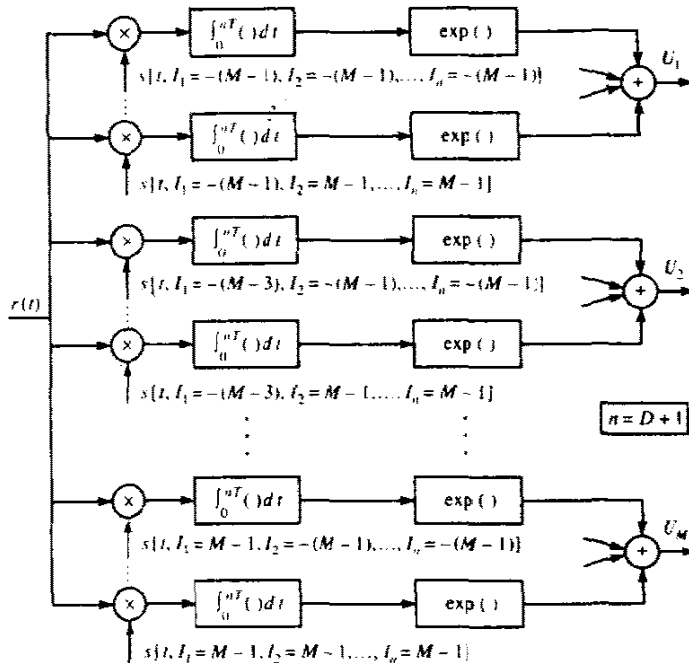 ∫₀ⁿᵀ ( ) dt exp ( ) U₁
s[t, I₁ = −(M−1), I₂ = −(M−1),..., Iₙ = −(M−1)]
∫₀ⁿᵀ ( ) dt exp ( )
s[t, I₁ = −(M−1), I₂ = M−1,..., Iₙ = M−1]
∫₀ⁿᵀ ( ) dt exp ( ) U₂
s[t, I₁ = −(M−3), I₂ = −(M−1),..., Iₙ = −(M−1)]
r(t)
∫₀ⁿᵀ ( ) dt exp ( )
s[t, I₁ = −(M−3), I₂ = M−1,..., Iₙ = M−1]
n = D + 1
∫₀ⁿᵀ ( ) dt exp ( )
s[t, I₁ = M−1, I₂ = −(M−1),..., Iₙ = −(M−1)] U_M
∫₀ⁿᵀ ( ) dt exp ( )
s[t, I₁ = M−1, I₂ = M−1,..., Iₙ = M−1]